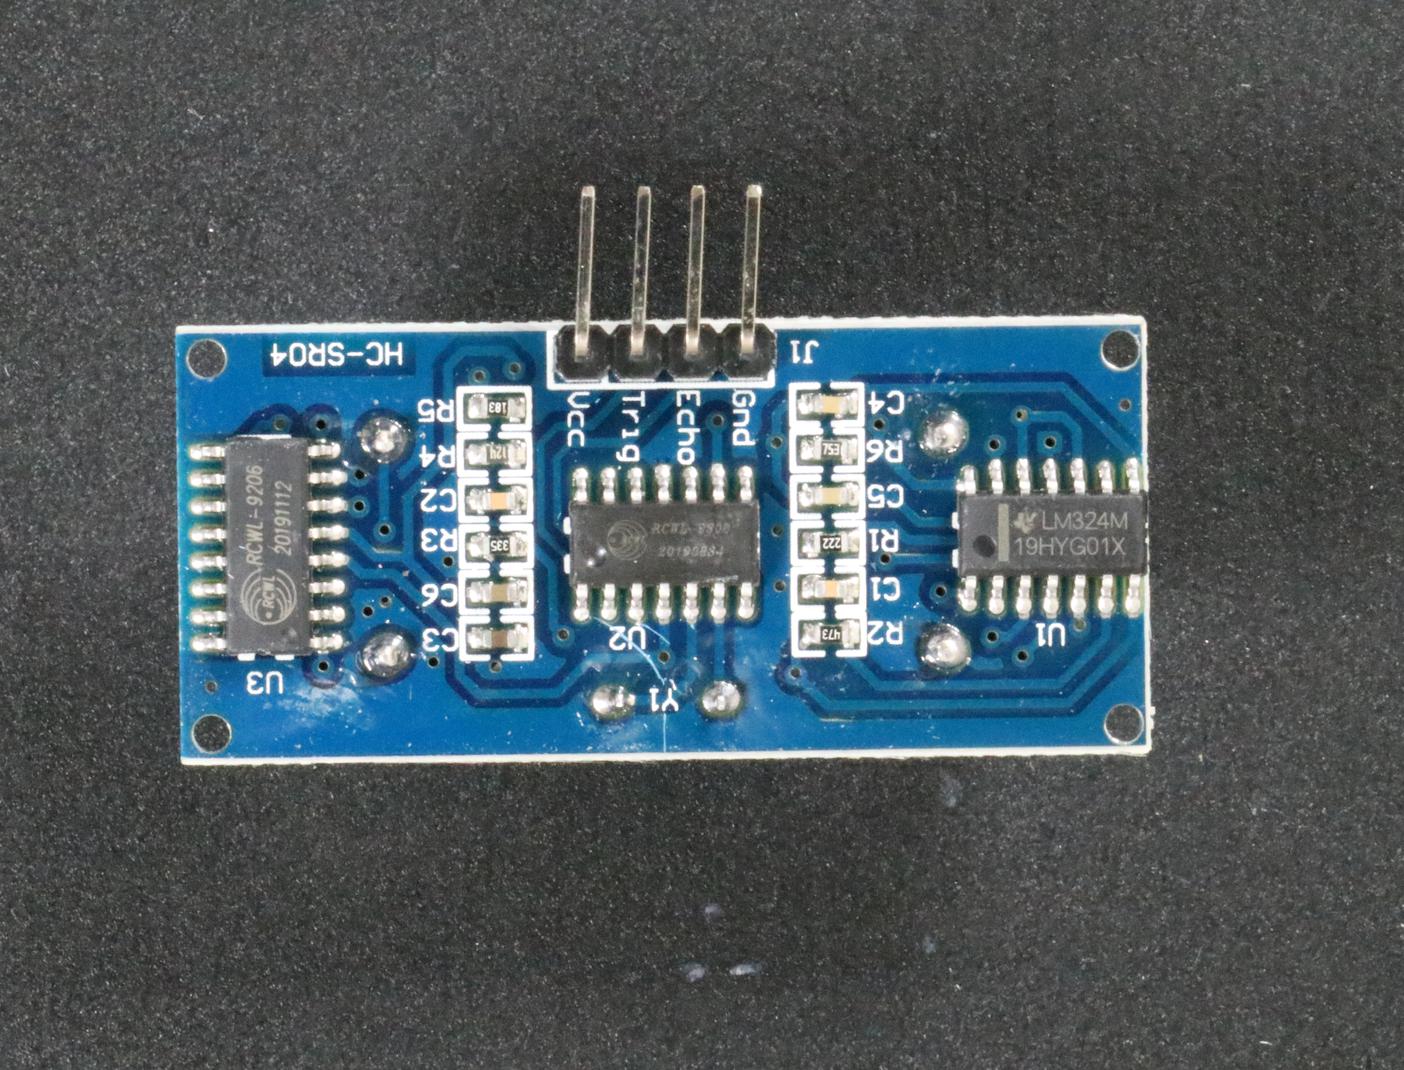 HC-SR04
J1
Vcc
Trig
Echo
Gnd
R5
183
R4
124
C2
R3
335
C6
C3
C4
R6
C5
R1
222
C1
R2
473
RCWL-9206
20191112
RCWL
U3
U2
Y1
LM324M
19HYG01X
U1